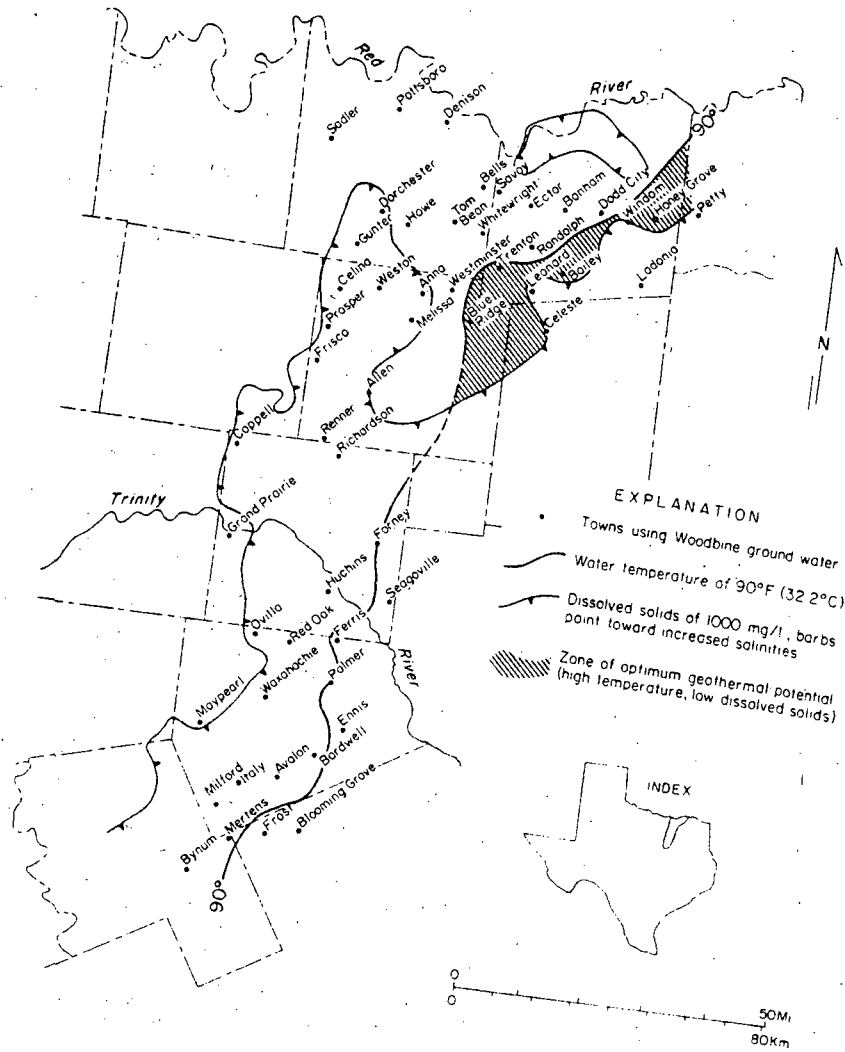 Red
River
Pottsboro
Denison
Sadler
90°
Bells
Savoy
Dorchester
Tom
Bean
Whitewright
Ector
Bonham
Dodd City
Windom
Honey Grove
Petty
Howe
Gunter
Randolph
Trenton
Leonard
Bailey
Ladonia
Westminster
Celina
Weston
Anna
Blue
Ridge
Celeste
Prosper
Melissa
Frisco
Allen
Renner
Richardson
Coppell
Trinity
Grand Prairie
Forney
Huchins
Seagoville
Ovilla
Red Oak
Ferris
River
Waxahachie
Palmer
Maypearl
Ennis
Bardwell
Avalon
Italy
Milford
Mertens
Frost
Blooming Grove
Bynum
90°
N
EXPLANATION
Towns using Woodbine ground water
Water temperature of 90°F (32.2°C)
Dissolved solids of 1000 mg/l, barbs
point toward increased salinities
Zone of optimum geothermal potential
(high temperature, low dissolved solids)
INDEX
0
50Mi
0
80Km